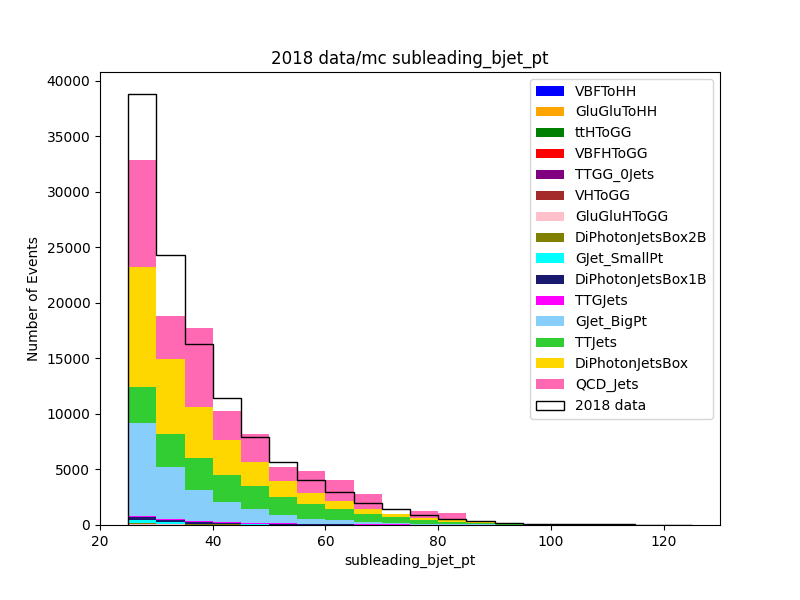 2018 data/mc subleading_bjet_pt
40000
35000
30000
25000
20000
15000
10000
5000
0
Number of Events
20
40
60
80
100
120
subleading_bjet_pt
VBFToHH
GluGluToHH
ttHToGG
VBFHToGG
TTGG_0Jets
VHToGG
GluGluHToGG
DiPhotonJetsBox2B
GJet_SmallPt
DiPhotonJetsBox1B
TTGJets
GJet_BigPt
TTJets
DiPhotonJetsBox
QCD_Jets
2018 data